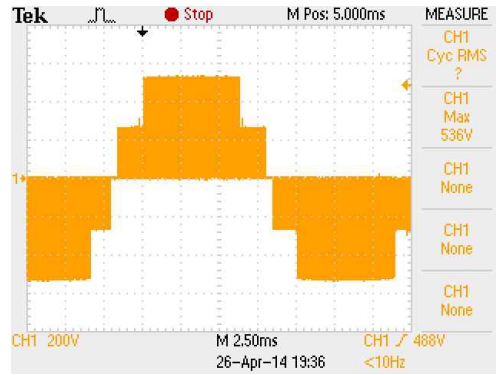 Tek Stop M Pos: 5.000ms MEASURE
CH1
Cyc RMS
?
CH1
Max
536V
1
CH1
None
CH1
None
CH1
None
CH1 200V M 2.50ms CH1 488V
26-Apr-14 19:36 <10Hz